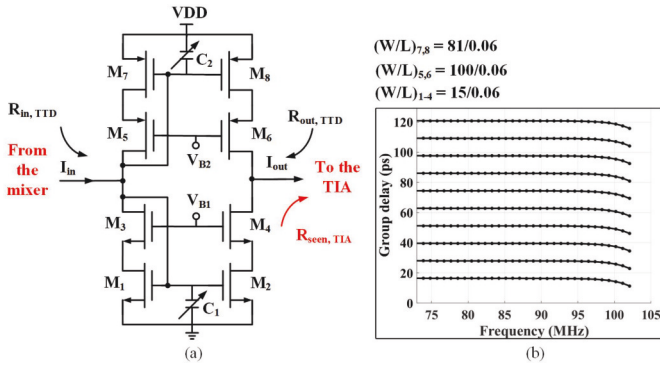 VDD
C2
M7
M8
Rin, TTD
Rout, TTD
M5
M6
From the mixer
Iin
VB2
Iout
To the TIA
VB1
M3
M4
Rseen, TIA
M1
M2
C1
(a)
(W/L)7,8 = 81/0.06
(W/L)5,6 = 100/0.06
(W/L)1-4 = 15/0.06
Group delay (ps)
120
100
80
60
40
20
0
75 80 85 90 95 100 105
Frequency (MHz)
(b)